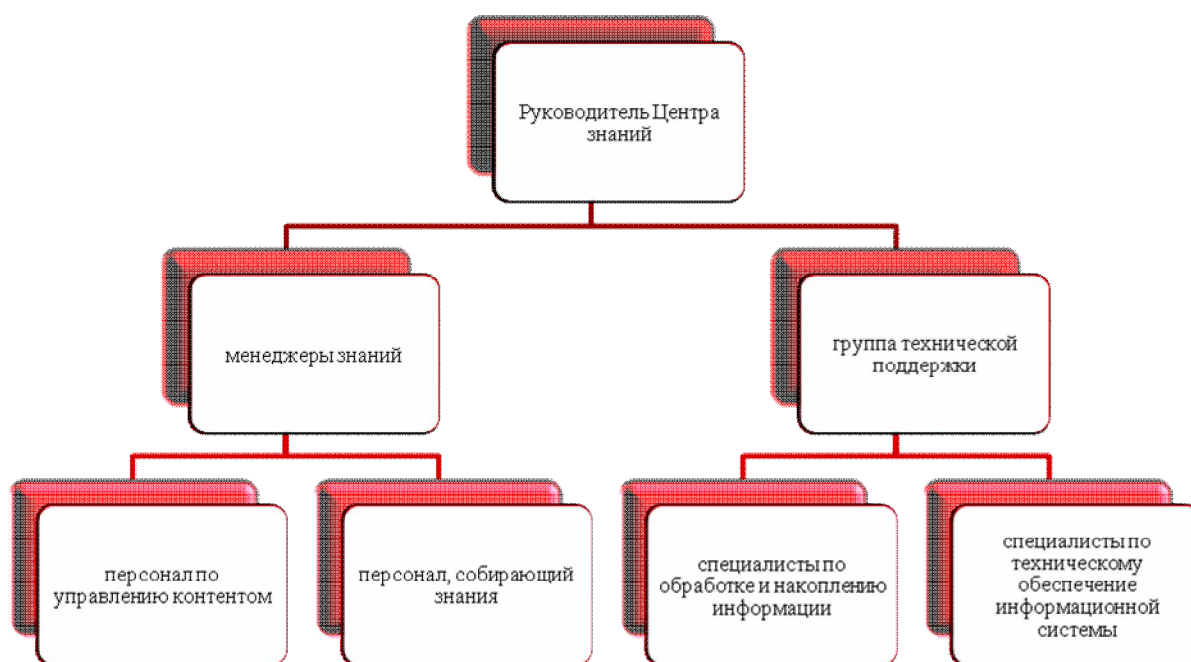 Руководитель Центра
знаний
менеджеры знаний
группа технической
поддержки
персонал по
управлению контентом
персонал, собирающий
знания
специалисты по
обработке и накоплению
информации
специалисты по
техническому
обеспечение
информационной
системы